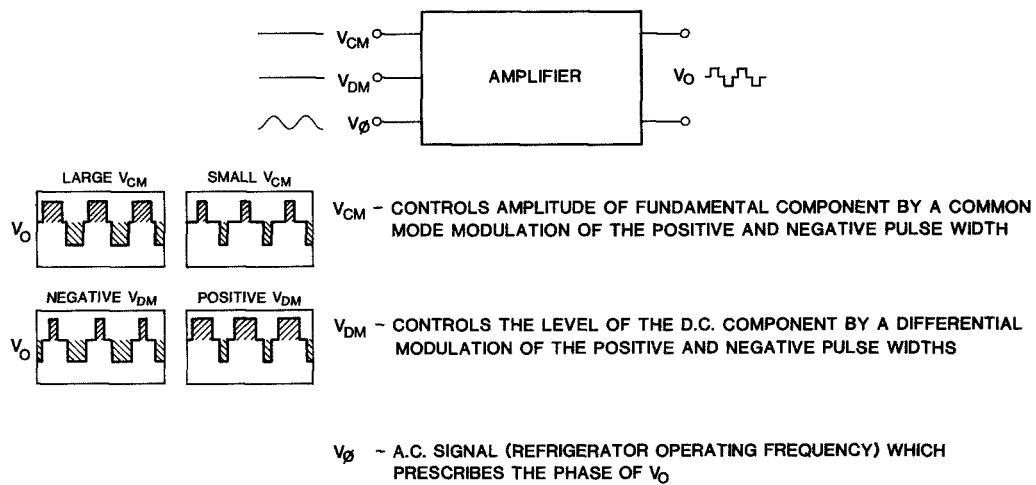 V_CM
V_DM
V_ø
AMPLIFIER
V_O
LARGE V_CM
SMALL V_CM
V_O
V_CM – CONTROLS AMPLITUDE OF FUNDAMENTAL COMPONENT BY A COMMON
MODE MODULATION OF THE POSITIVE AND NEGATIVE PULSE WIDTH
NEGATIVE V_DM
POSITIVE V_DM
V_O
V_DM – CONTROLS THE LEVEL OF THE D.C. COMPONENT BY A DIFFERENTIAL
MODULATION OF THE POSITIVE AND NEGATIVE PULSE WIDTHS
V_ø – A.C. SIGNAL (REFRIGERATOR OPERATING FREQUENCY) WHICH
PRESCRIBES THE PHASE OF V_O